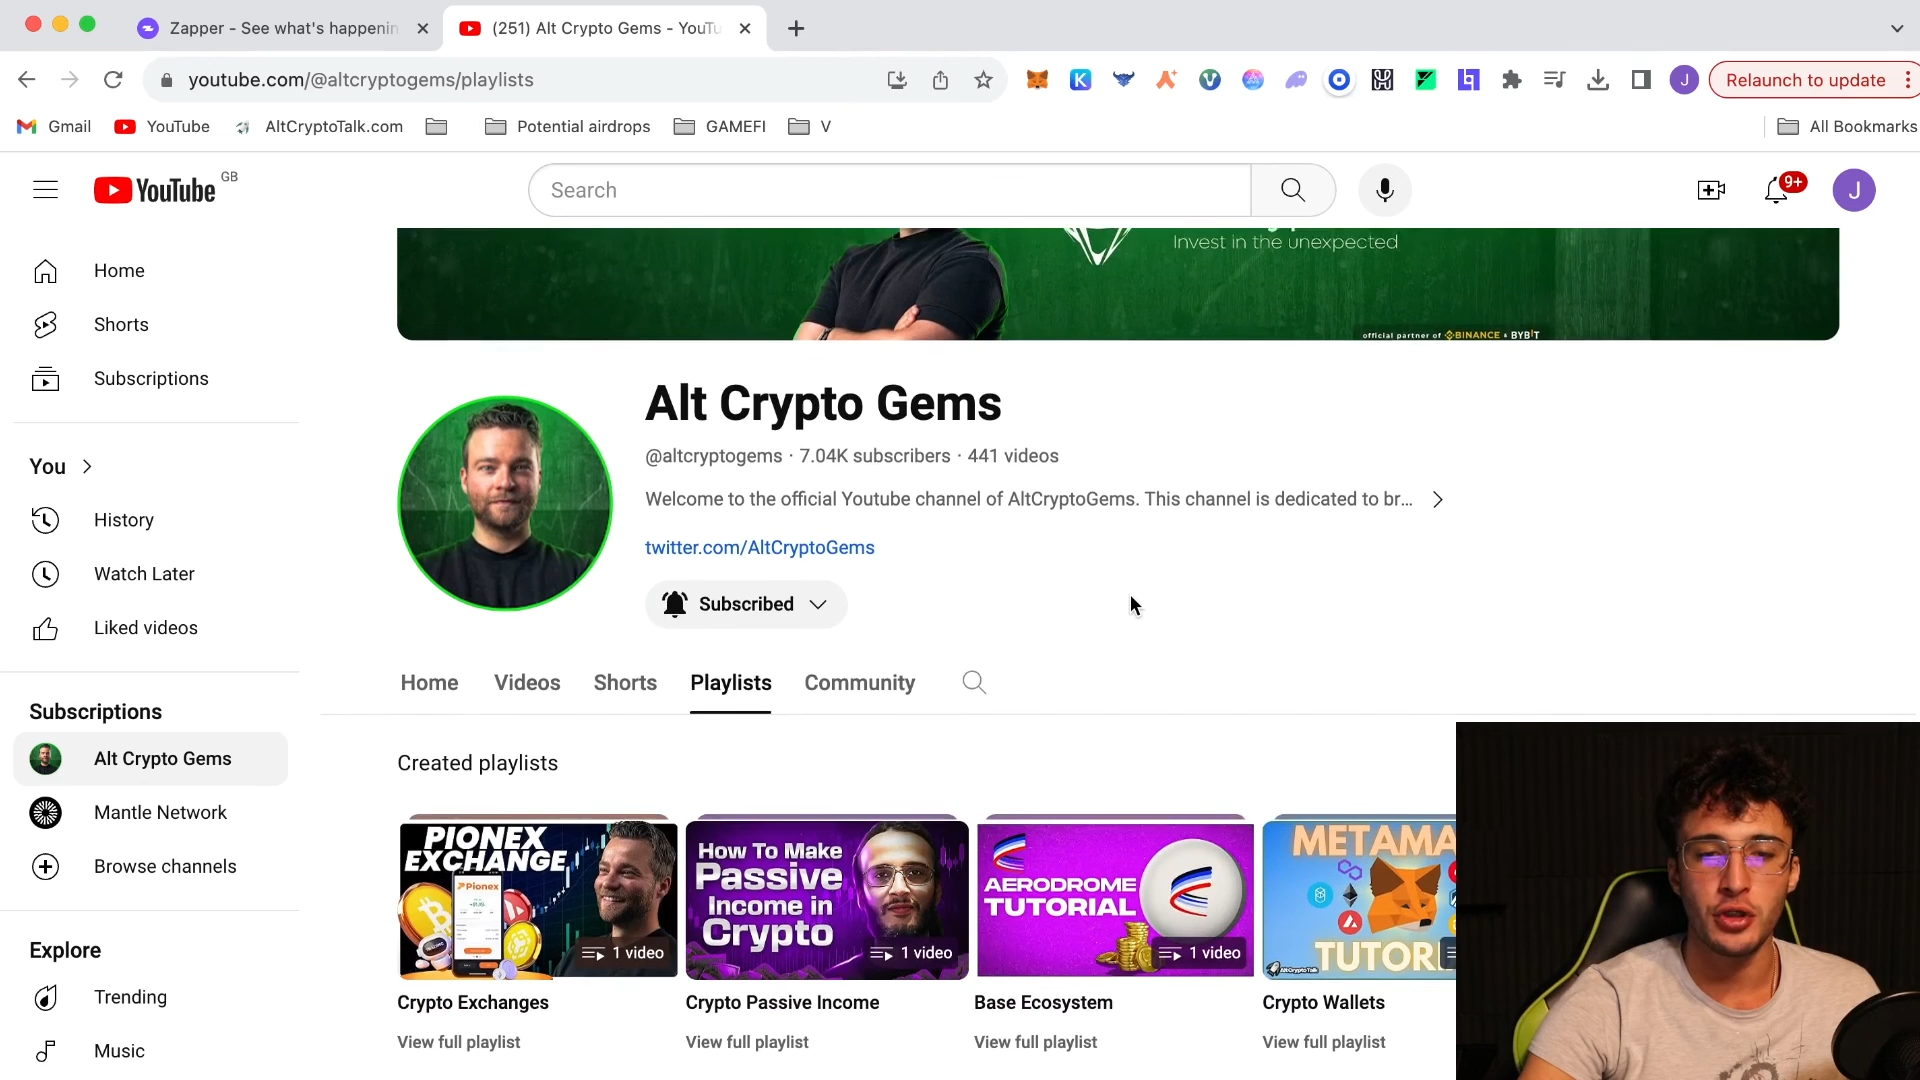 Zapper - See what's happenin
(251) Alt Crypto Gems - YouTu
youtube.com/@altcryptogems/playlists
J
Relaunch to update
Gmail
YouTube
AltCryptoTalk.com
Potential airdrops
GAMEFI
V
All Bookmarks
YouTube GB
Search
9+
J
Home
Shorts
Subscriptions
You
History
Watch Later
Liked videos
Subscriptions
Alt Crypto Gems
Mantle Network
Browse channels
Explore
Trending
Music
Invest in the unexpected
official partner of BINANCE & BYBIT
Alt Crypto Gems
@altcryptogems · 7.04K subscribers · 441 videos
Welcome to the official Youtube channel of AltCryptoGems. This channel is dedicated to br...
twitter.com/AltCryptoGems
Subscribed
Home
Videos
Shorts
Playlists
Community
Created playlists
PIONEX
EXCHANGE
Pionex
1 video
Crypto Exchanges
View full playlist
How To Make
Passive
Income in
Crypto
1 video
Crypto Passive Income
View full playlist
AERODROME
TUTORIAL
1 video
Base Ecosystem
View full playlist
METAMA
TUTORI
AltCryptoTalk
Crypto Wallets
View full playlist